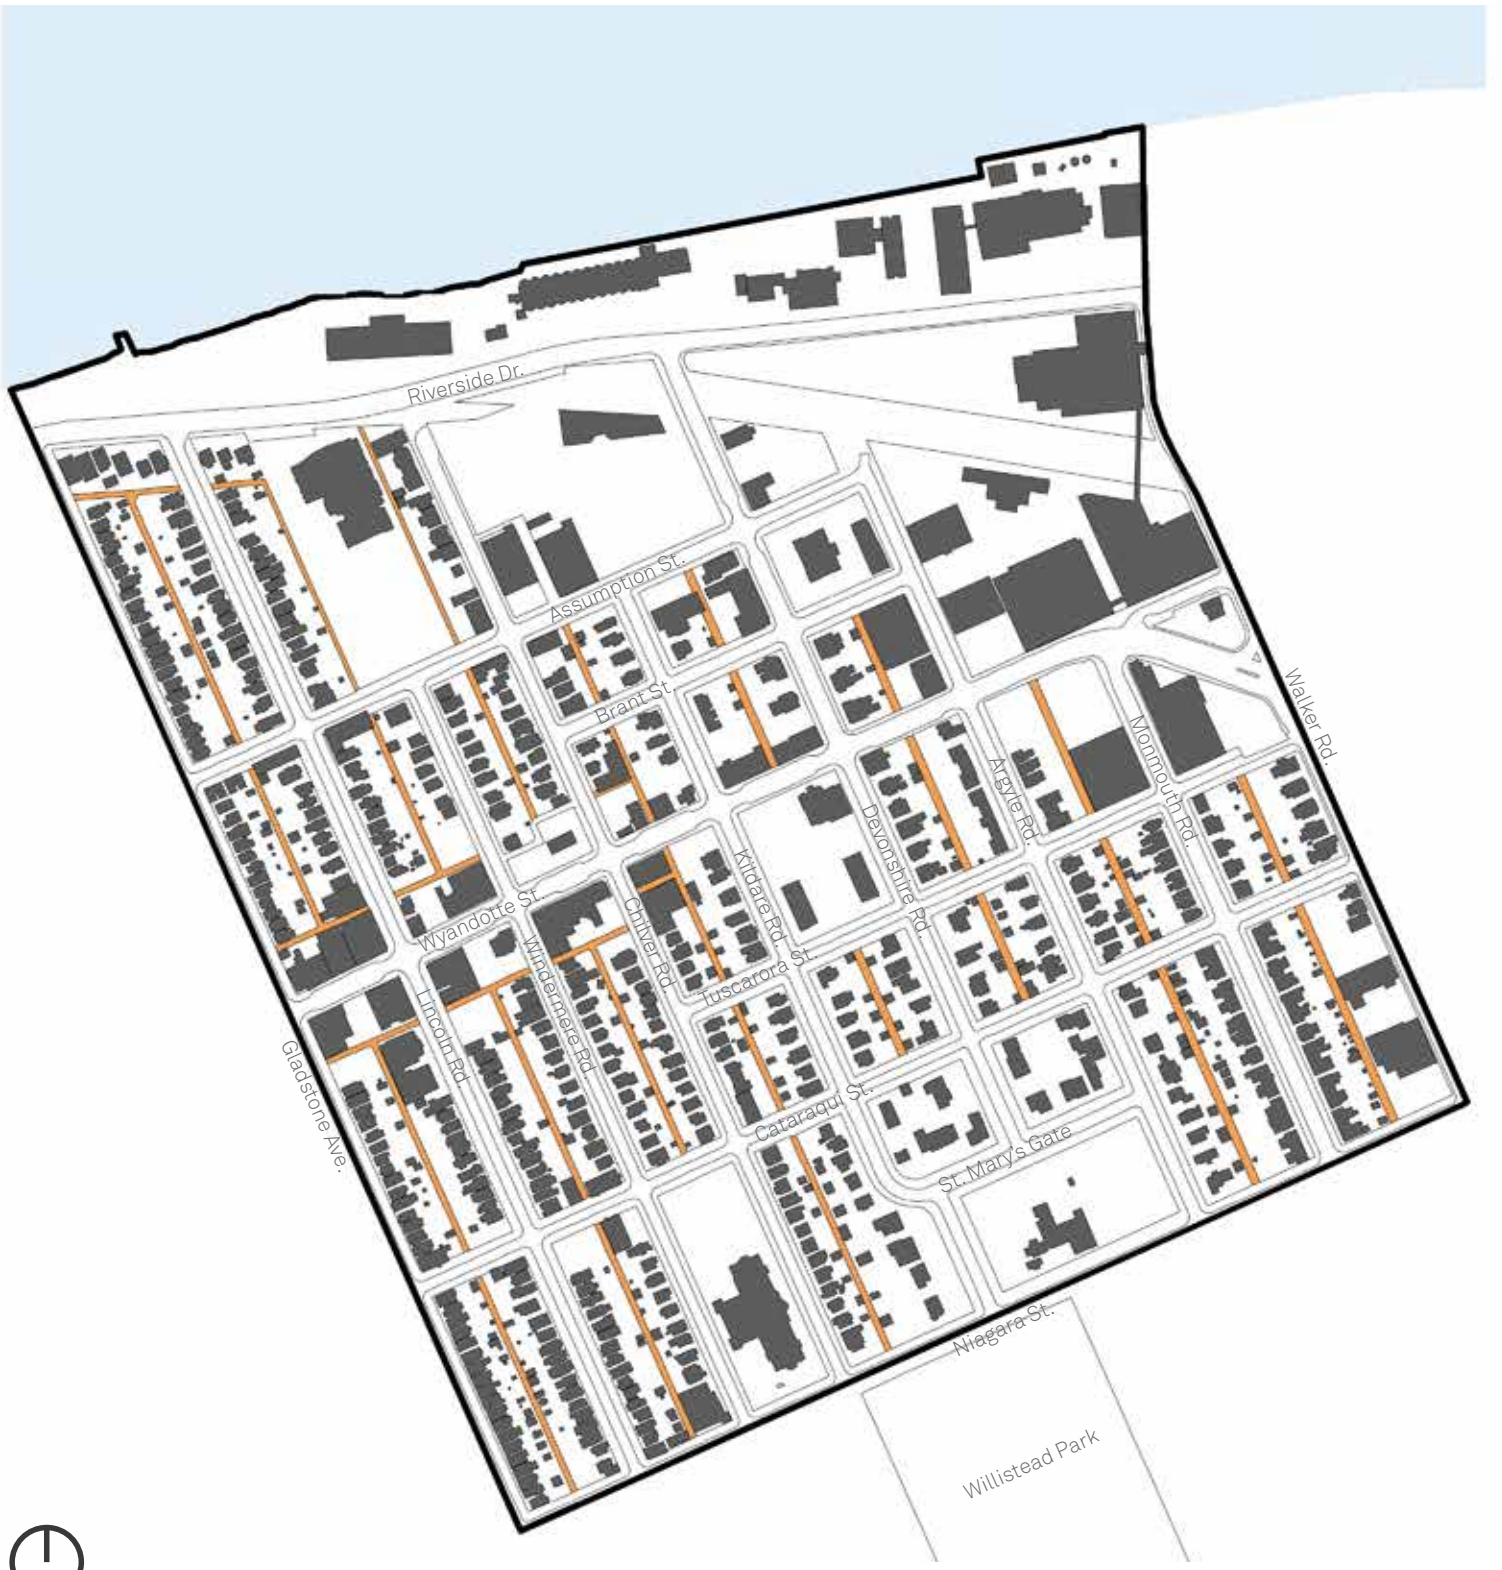 Riverside Dr.
Assumption St.
Brant St.
Walker Rd.
Monmouth Rd.
Argyle Rd.
Devonshire Rd.
Kildare Rd.
Chilver Rd
Wyandotte St.
Windermere Rd
Tuscarora St.
Lincoln Rd
Gladstone Ave.
Cataraqui St.
St. Mary's Gate
Niagara St.
Willistead Park